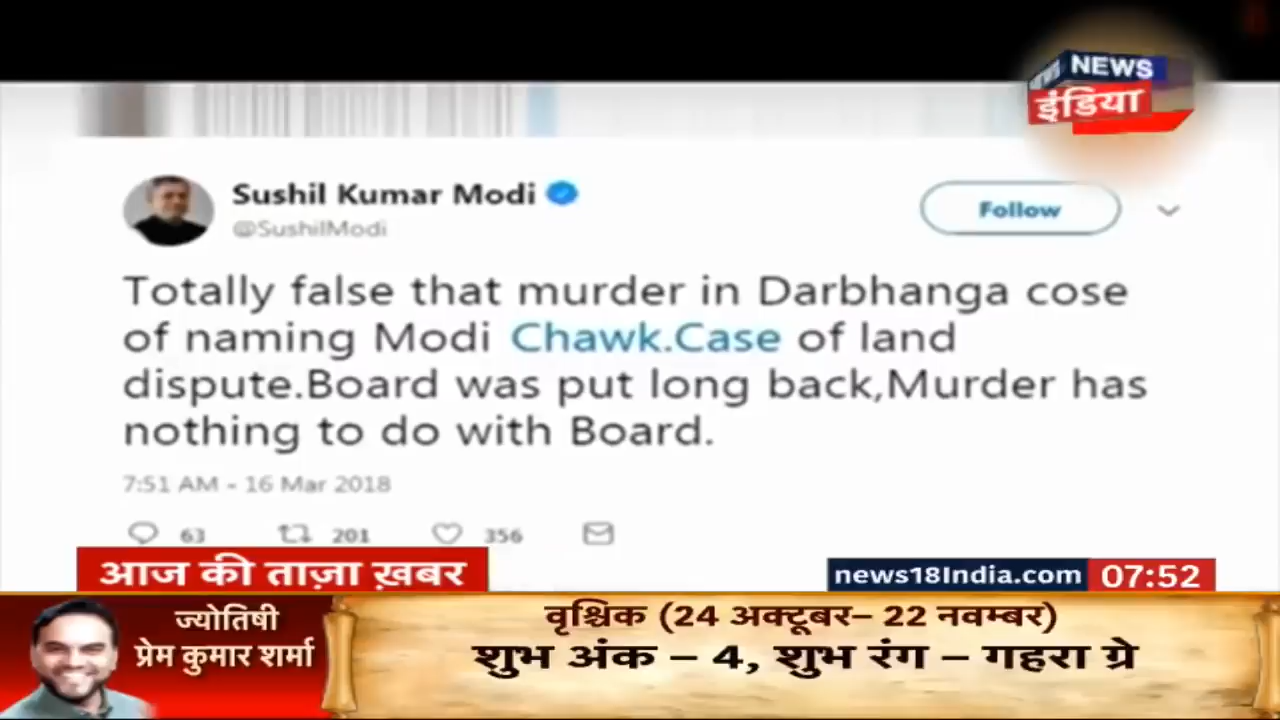 NEWS
इंडिया
Sushil Kumar Modi
@SushilModi
Follow
Totally false that murder in Darbhanga cose
of naming Modi Chawk.Case of land
dispute.Board was put long back,Murder has
nothing to do with Board.
7:51 AM - 16 Mar 2018
63 201 356
आज की ताज़ा ख़बर
news18India.com 07:52
ज्योतिषी
प्रेम कुमार शर्मा
वृश्चिक (24 अक्टूबर– 22 नवम्बर)
शुभ अंक – 4, शुभ रंग – गहरा ग्रे